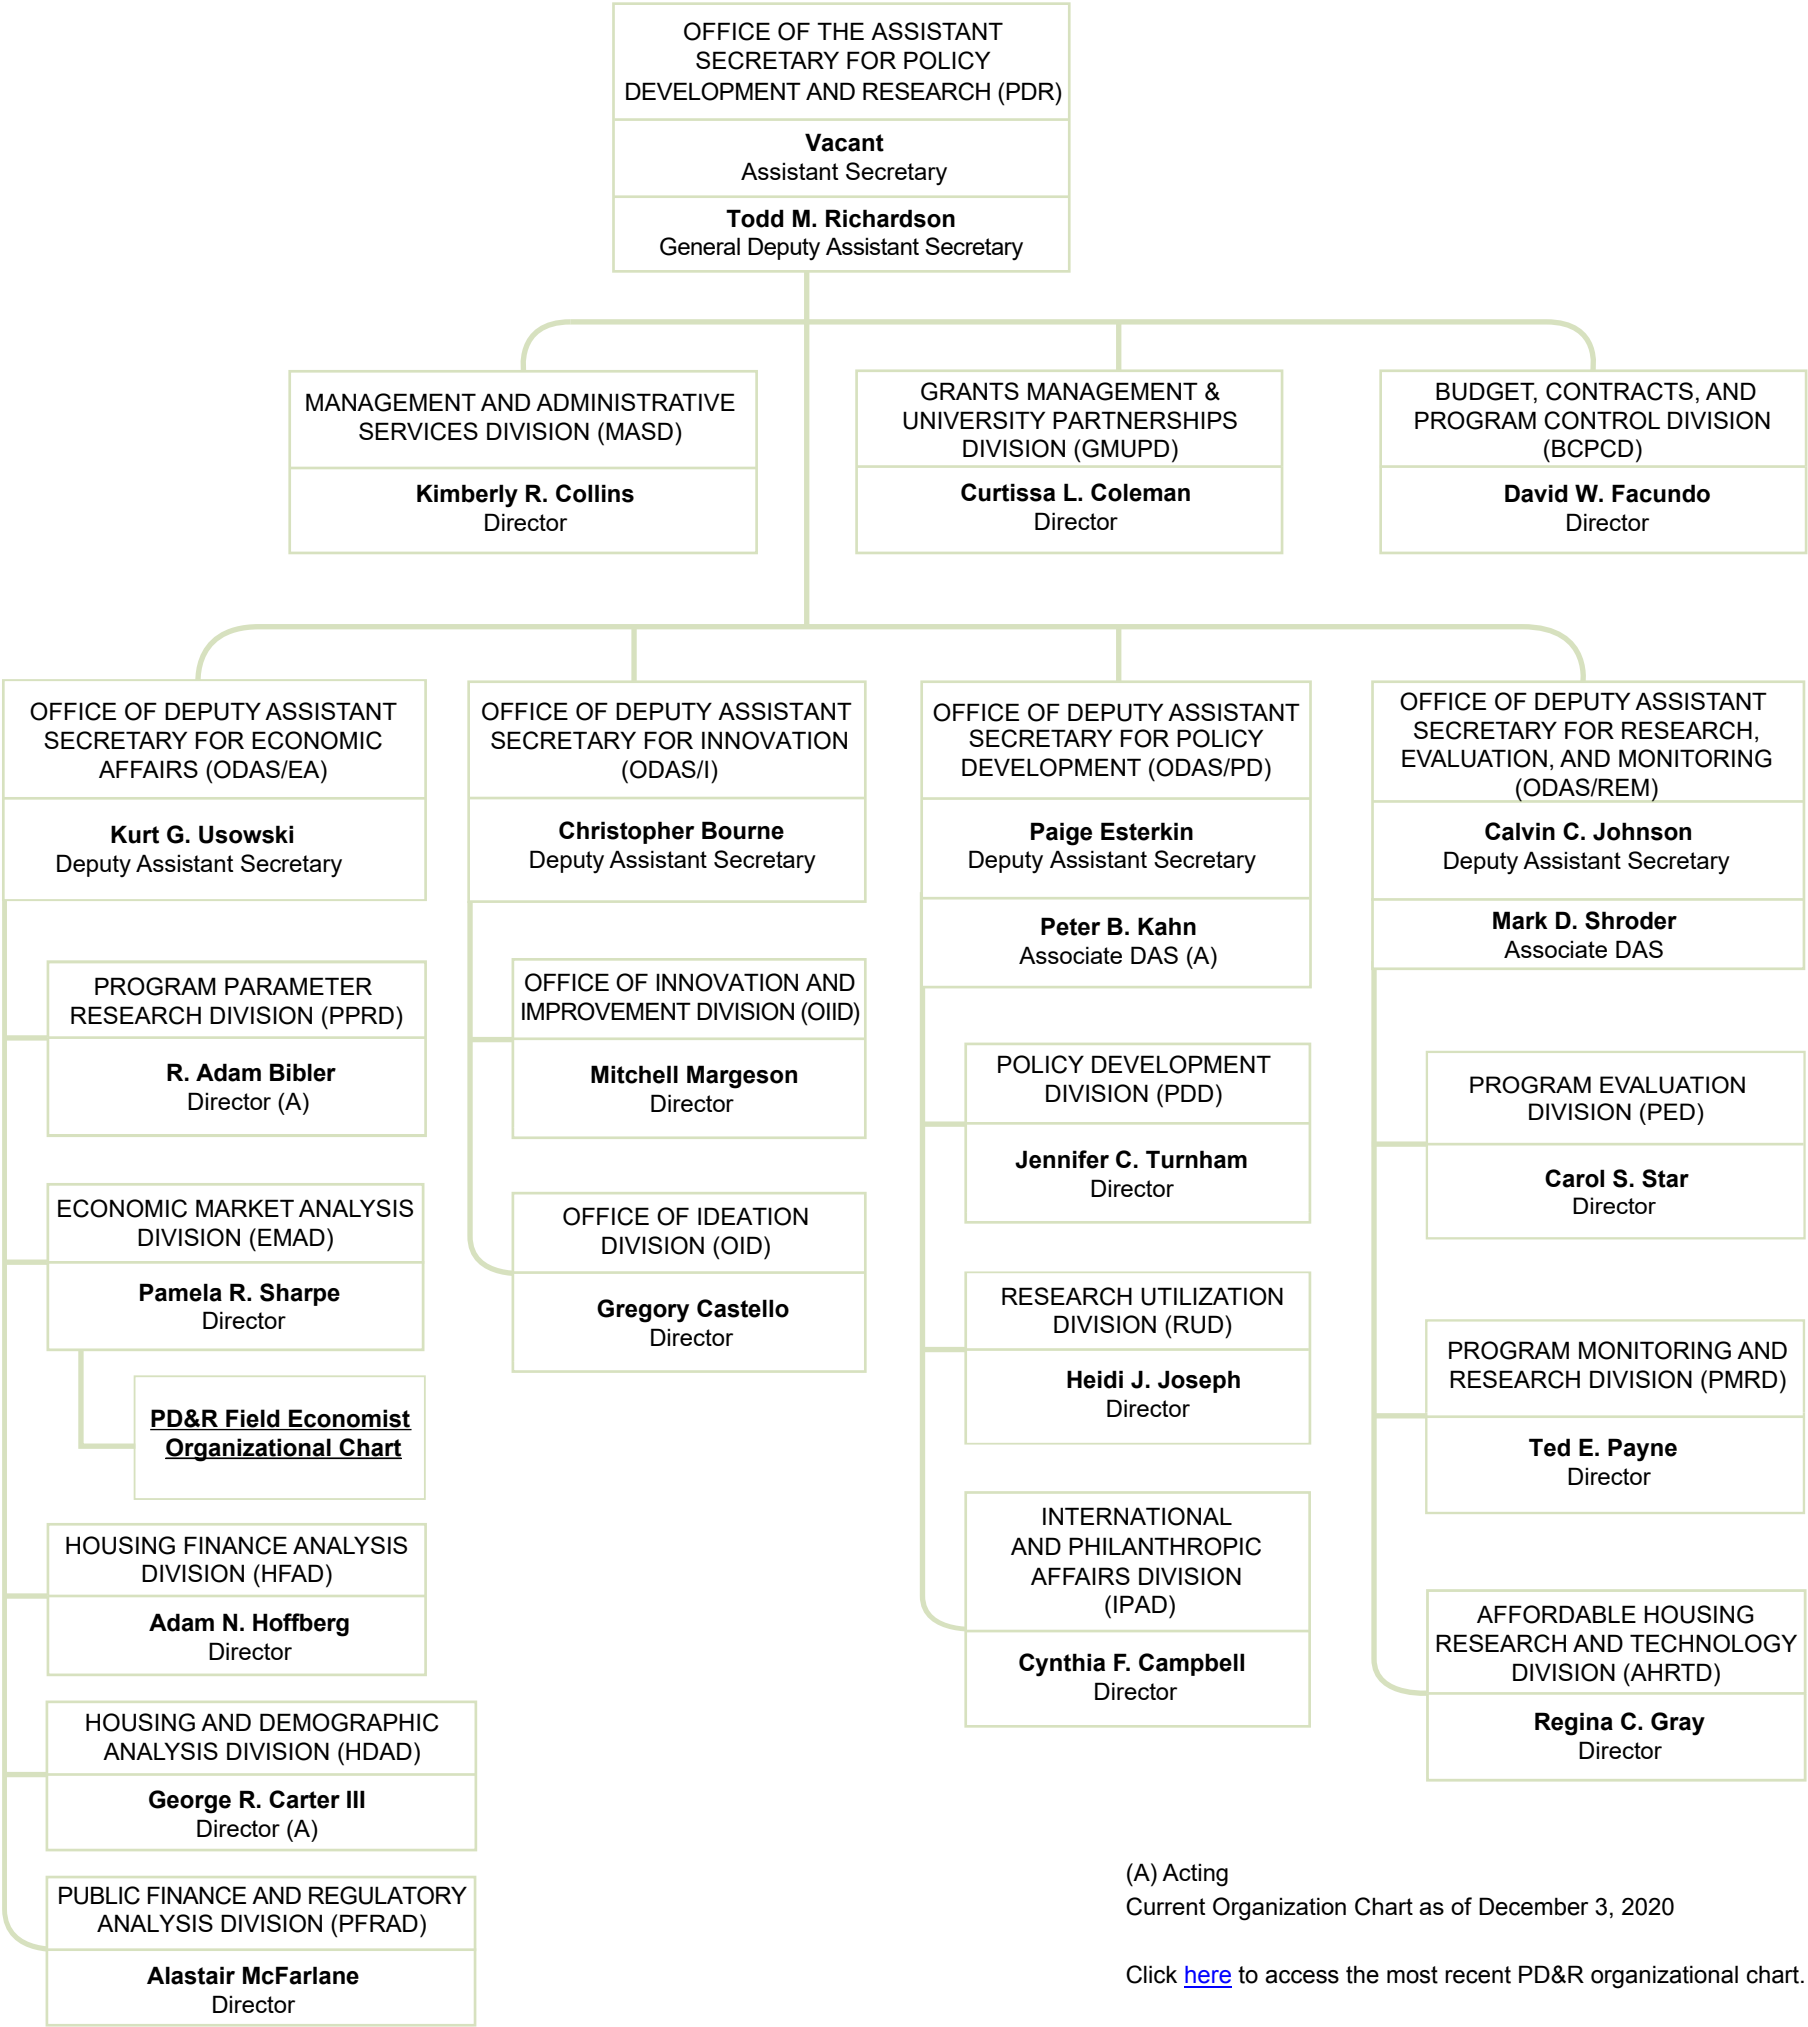 OFFICE OF THE ASSISTANT
SECRETARY FOR POLICY
DEVELOPMENT AND RESEARCH (PDR)
Vacant
Assistant Secretary
Todd M. Richardson
General Deputy Assistant Secretary
MANAGEMENT AND ADMINISTRATIVE
SERVICES DIVISION (MASD)
Kimberly R. Collins
Director
GRANTS MANAGEMENT &
UNIVERSITY PARTNERSHIPS
DIVISION (GMUPD)
Curtissa L. Coleman
Director
BUDGET, CONTRACTS, AND
PROGRAM CONTROL DIVISION
(BCPCD)
David W. Facundo
Director
OFFICE OF DEPUTY ASSISTANT
SECRETARY FOR ECONOMIC
AFFAIRS (ODAS/EA)
Kurt G. Usowski
Deputy Assistant Secretary
PROGRAM PARAMETER
RESEARCH DIVISION (PPRD)
R. Adam Bibler
Director (A)
ECONOMIC MARKET ANALYSIS
DIVISION (EMAD)
Pamela R. Sharpe
Director
PD&R Field Economist
Organizational Chart
HOUSING FINANCE ANALYSIS
DIVISION (HFAD)
Adam N. Hoffberg
Director
HOUSING AND DEMOGRAPHIC
ANALYSIS DIVISION (HDAD)
George R. Carter III
Director (A)
PUBLIC FINANCE AND REGULATORY
ANALYSIS DIVISION (PFRAD)
Alastair McFarlane
Director
OFFICE OF DEPUTY ASSISTANT
SECRETARY FOR INNOVATION
(ODAS/I)
Christopher Bourne
Deputy Assistant Secretary
OFFICE OF INNOVATION AND
IMPROVEMENT DIVISION (OIID)
Mitchell Margeson
Director
OFFICE OF IDEATION
DIVISION (OID)
Gregory Castello
Director
OFFICE OF DEPUTY ASSISTANT
SECRETARY FOR POLICY
DEVELOPMENT (ODAS/PD)
Paige Esterkin
Deputy Assistant Secretary
Peter B. Kahn
Associate DAS (A)
POLICY DEVELOPMENT
DIVISION (PDD)
Jennifer C. Turnham
Director
RESEARCH UTILIZATION
DIVISION (RUD)
Heidi J. Joseph
Director
INTERNATIONAL
AND PHILANTHROPIC
AFFAIRS DIVISION
(IPAD)
Cynthia F. Campbell
Director
OFFICE OF DEPUTY ASSISTANT
SECRETARY FOR RESEARCH,
EVALUATION, AND MONITORING
(ODAS/REM)
Calvin C. Johnson
Deputy Assistant Secretary
Mark D. Shroder
Associate DAS
PROGRAM EVALUATION
DIVISION (PED)
Carol S. Star
Director
PROGRAM MONITORING AND
RESEARCH DIVISION (PMRD)
Ted E. Payne
Director
AFFORDABLE HOUSING
RESEARCH AND TECHNOLOGY
DIVISION (AHRTD)
Regina C. Gray
Director
(A) Acting
Current Organization Chart as of December 3, 2020
Click here to access the most recent PD&R organizational chart.